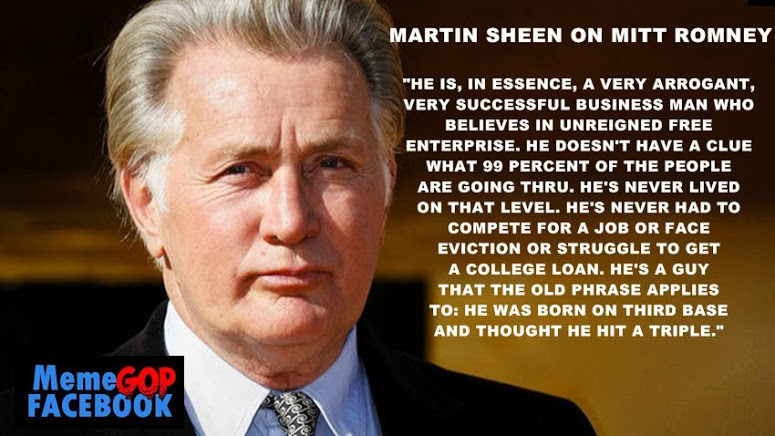 MARTIN SHEEN ON MITT ROMNEY
"HE IS, IN ESSENCE, A VERY ARROGANT,
VERY SUCCESSFUL BUSINESS MAN WHO
BELIEVES IN UNREIGNED FREE
ENTERPRISE. HE DOESN'T HAVE A CLUE
WHAT 99 PERCENT OF THE PEOPLE
ARE GOING THRU. HE'S NEVER LIVED
ON THAT LEVEL. HE'S NEVER HAD TO
COMPETE FOR A JOB OR FACE
EVICTION OR STRUGGLE TO GET
A COLLEGE LOAN. HE'S A GUY
THAT THE OLD PHRASE APPLIES
TO: HE WAS BORN ON THIRD BASE
AND THOUGHT HE HIT A TRIPLE."
MemeGOP
FACEBOOK